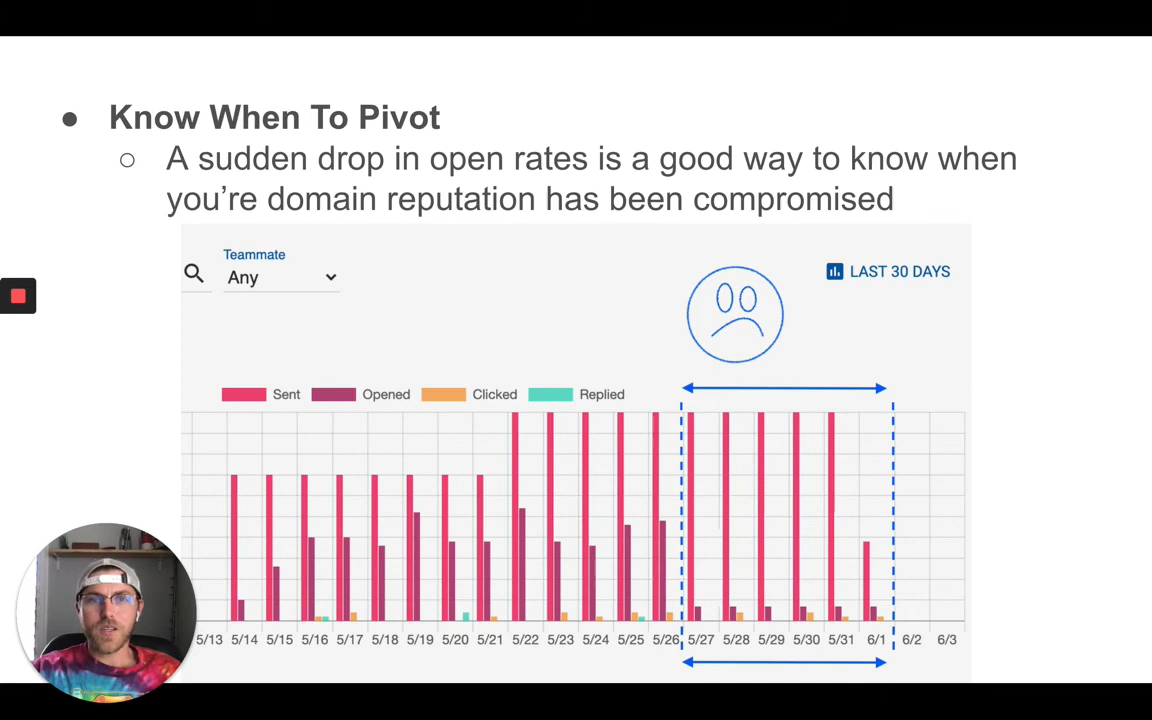 ● Know When To Pivot
○ A sudden drop in open rates is a good way to know when
you’re domain reputation has been compromised
Teammate
Any
LAST 30 DAYS
Sent Opened Clicked Replied
5/13 5/14 5/15 5/16 5/17 5/18 5/19 5/20 5/21 5/22 5/23 5/24 5/25 5/26 5/27 5/28 5/29 5/30 5/31 6/1 6/2 6/3